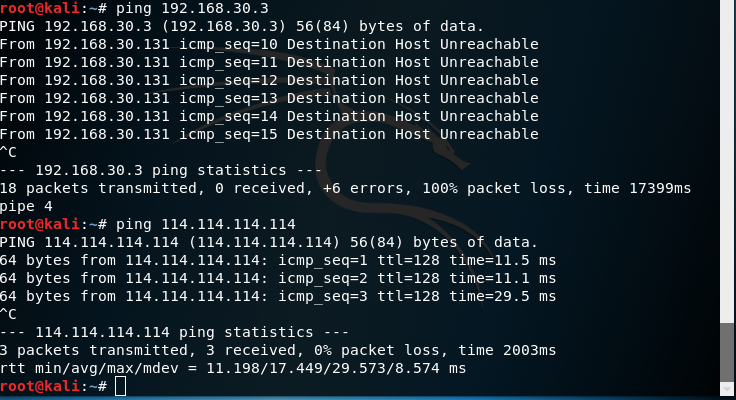 root@kali:~# ping 192.168.30.3
PING 192.168.30.3 (192.168.30.3) 56(84) bytes of data.
From 192.168.30.131 icmp_seq=10 Destination Host Unreachable
From 192.168.30.131 icmp_seq=11 Destination Host Unreachable
From 192.168.30.131 icmp_seq=12 Destination Host Unreachable
From 192.168.30.131 icmp_seq=13 Destination Host Unreachable
From 192.168.30.131 icmp_seq=14 Destination Host Unreachable
From 192.168.30.131 icmp_seq=15 Destination Host Unreachable
^C
--- 192.168.30.3 ping statistics ---
18 packets transmitted, 0 received, +6 errors, 100% packet loss, time 17399ms
pipe 4
root@kali:~# ping 114.114.114.114
PING 114.114.114.114 (114.114.114.114) 56(84) bytes of data.
64 bytes from 114.114.114.114: icmp_seq=1 ttl=128 time=11.5 ms
64 bytes from 114.114.114.114: icmp_seq=2 ttl=128 time=11.1 ms
64 bytes from 114.114.114.114: icmp_seq=3 ttl=128 time=29.5 ms
^C
--- 114.114.114.114 ping statistics ---
3 packets transmitted, 3 received, 0% packet loss, time 2003ms
rtt min/avg/max/mdev = 11.198/17.449/29.573/8.574 ms
root@kali:~#